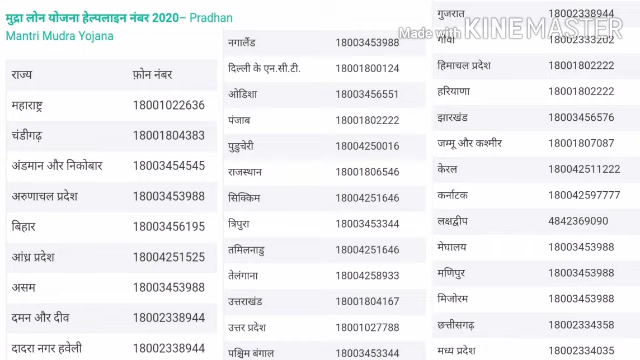 मुद्रा लोन योजना हेल्पलाइन नंबर 2020– Pradhan
Mantri Mudra Yojana
राज्य फ़ोन नंबर
महाराष्ट्र 18001022636
चंडीगढ़ 18001804383
अंडमान और निकोबार 18003454545
अरुणाचल प्रदेश 18003453988
बिहार 18003456195
आंध्र प्रदेश 18004251525
असम 18003453988
दमन और दीव 18002338944
दादरा नगर हवेली 18002338944
नगालैंड 18003453988
दिल्ली के एन.सी.टी. 18001800124
ओडिशा 18003456551
पंजाब 18001802222
पुडुचेरी 18004250016
राजस्थान 18001806546
सिक्किम 18004251646
त्रिपुरा 18003453344
तमिलनाडु 18004251646
तेलंगाना 18004258933
उत्तराखंड 18001804167
उत्तर प्रदेश 18001027788
पश्चिम बंगाल 18003453344
गुजरात 18002338944
Made with KINEMASTER
गोवा 18002333202
हिमाचल प्रदेश 18001802222
हरियाणा 18001802222
झारखंड 18003456576
जम्मू और कश्मीर 18001807087
केरल 180042511222
कर्नाटक 180042597777
लक्षद्वीप 4842369090
मेघालय 18003453988
मणिपुर 18003453988
मिजोरम 18003453988
छत्तीसगढ़ 18002334358
मध्य प्रदेश 18002334035